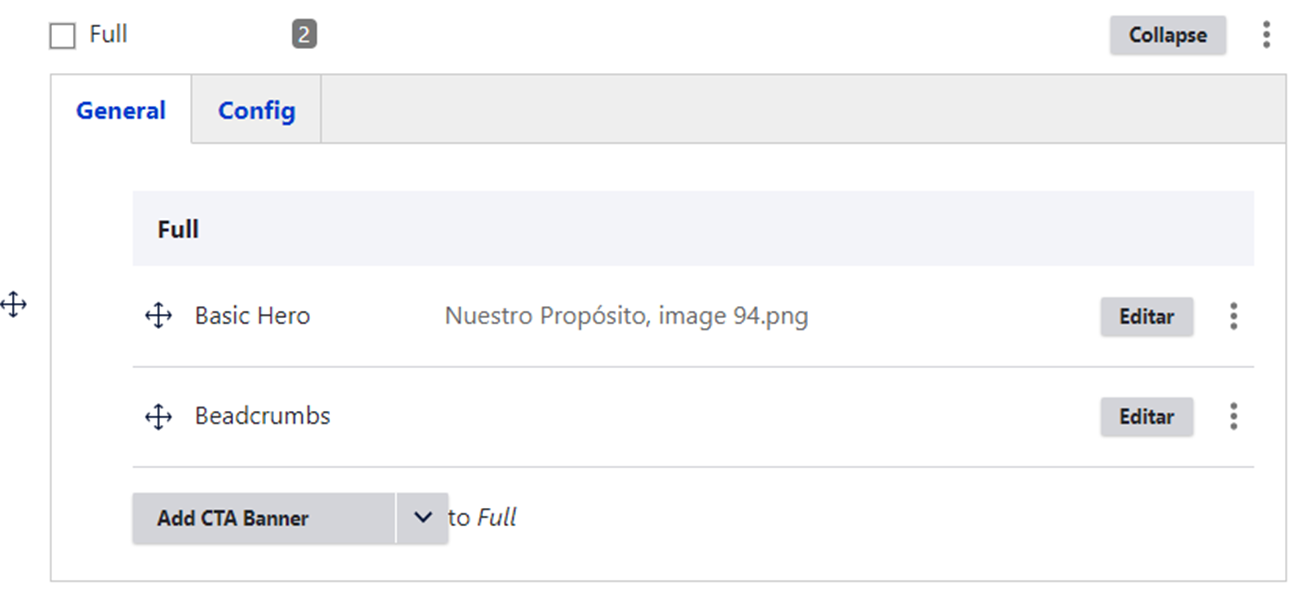 Full 2 Collapse
General Config
Full
Basic Hero Nuestro Propósito, image 94.png Editar
Beadcrumbs Editar
Add CTA Banner to Full